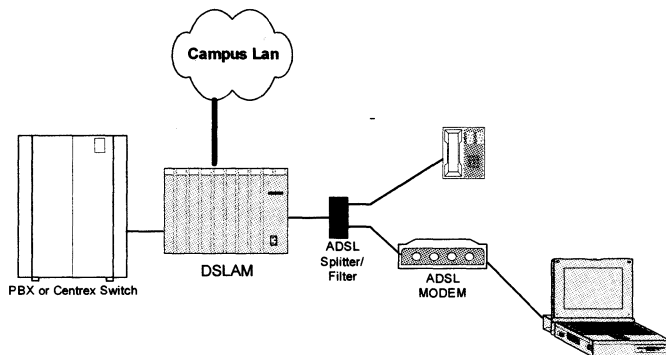 Campus Lan
PBX or Centrex Switch
DSLAM
ADSL
Splitter/
Filter
ADSL
MODEM